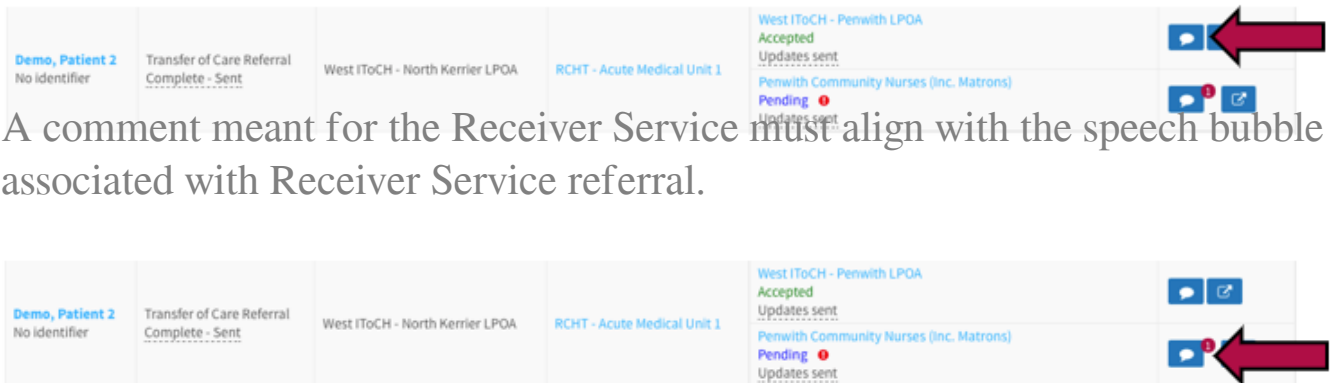 West IToCH - Penwith LPOA
Accepted
Updates sent
Demo, Patient 2
No identifier
Transfer of Care Referral
Complete - Sent
West IToCH - North Kerrier LPOA
RCHT - Acute Medical Unit 1
Penwith Community Nurses (Inc. Matrons)
Pending
1
Updates sent
A comment meant for the Receiver Service must align with the speech bubble
associated with Receiver Service referral.
West IToCH - Penwith LPOA
Accepted
Updates sent
Demo, Patient 2
No identifier
Transfer of Care Referral
Complete - Sent
West IToCH - North Kerrier LPOA
RCHT - Acute Medical Unit 1
Penwith Community Nurses (Inc. Matrons)
Pending
1
Updates sent